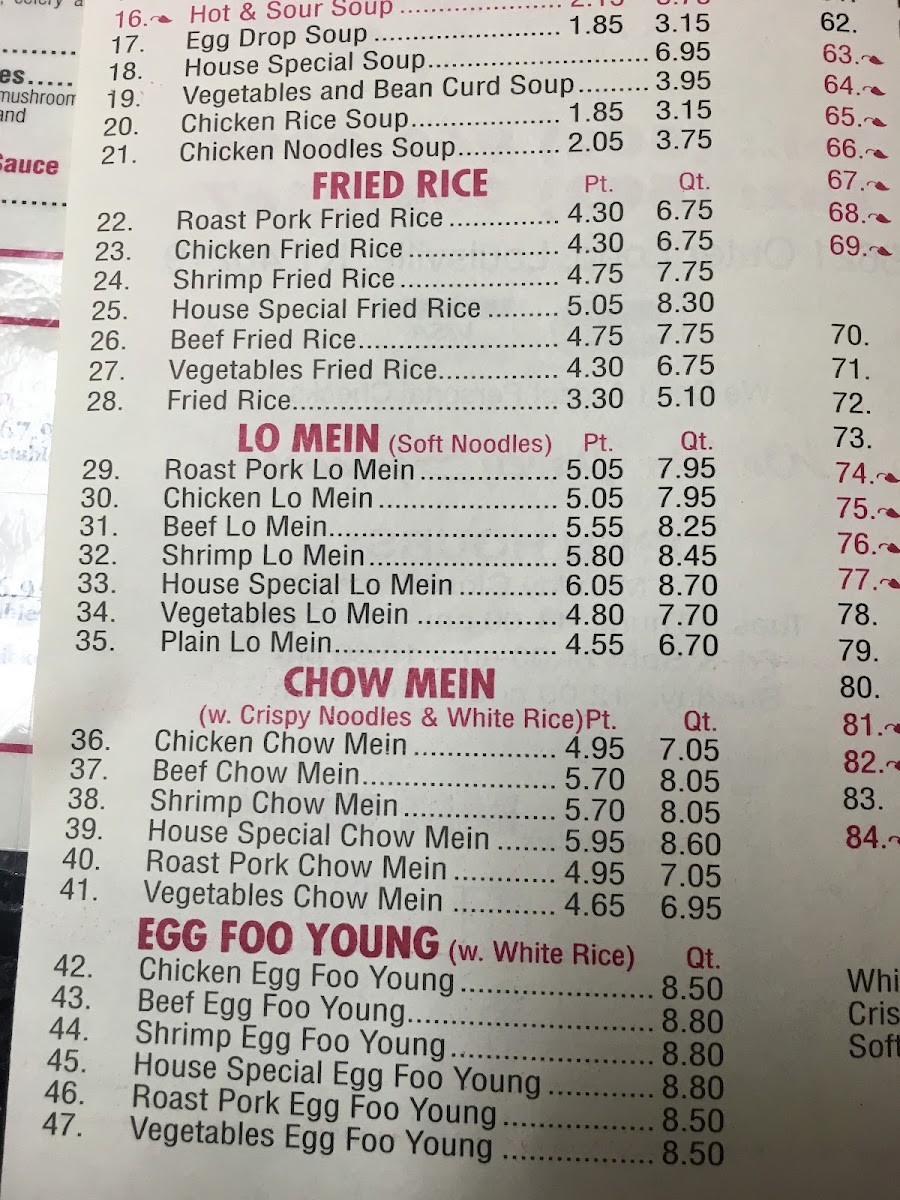 16. Hot & Sour Soup
17. Egg Drop Soup 1.85 3.15
18. House Special Soup 6.95
19. Vegetables and Bean Curd Soup 3.95
20. Chicken Rice Soup 1.85 3.15
21. Chicken Noodles Soup 2.05 3.75
FRIED RICE Pt. Qt.
22. Roast Pork Fried Rice 4.30 6.75
23. Chicken Fried Rice 4.30 6.75
24. Shrimp Fried Rice 4.75 7.75
25. House Special Fried Rice 5.05 8.30
26. Beef Fried Rice 4.75 7.75
27. Vegetables Fried Rice 4.30 6.75
28. Fried Rice 3.30 5.10
LO MEIN (Soft Noodles) Pt. Qt.
29. Roast Pork Lo Mein 5.05 7.95
30. Chicken Lo Mein 5.05 7.95
31. Beef Lo Mein 5.55 8.25
32. Shrimp Lo Mein 5.80 8.45
33. House Special Lo Mein 6.05 8.70
34. Vegetables Lo Mein 4.80 7.70
35. Plain Lo Mein 4.55 6.70
CHOW MEIN
(w. Crispy Noodles & White Rice) Pt. Qt.
36. Chicken Chow Mein 4.95 7.05
37. Beef Chow Mein 5.70 8.05
38. Shrimp Chow Mein 5.70 8.05
39. House Special Chow Mein 5.95 8.60
40. Roast Pork Chow Mein 4.95 7.05
41. Vegetables Chow Mein 4.65 6.95
EGG FOO YOUNG (w. White Rice) Qt.
42. Chicken Egg Foo Young 8.50
43. Beef Egg Foo Young 8.80
44. Shrimp Egg Foo Young 8.80
45. House Special Egg Foo Young 8.80
46. Roast Pork Egg Foo Young 8.50
47. Vegetables Egg Foo Young 8.50
62.
63.
64.
65.
66.
67.
68.
69.
70.
71.
72.
73.
74.
75.
76.
77.
78.
79.
80.
81.
82.
83.
84.
Whi
Cris
Soft
es
mushroom
and
Sauce